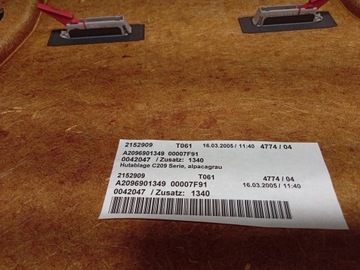 2152909 T061 16.03.2005 / 11:40 4774 / 04
A2096901349 00007F91
0042047 / Zusatz: 1340
Hutablage C209 Serie, alpacagrau
2152909 T061 4774 / 04
A2096901349 00007F91 16.03.2005 / 11:40
0042047 / Zusatz: 1340